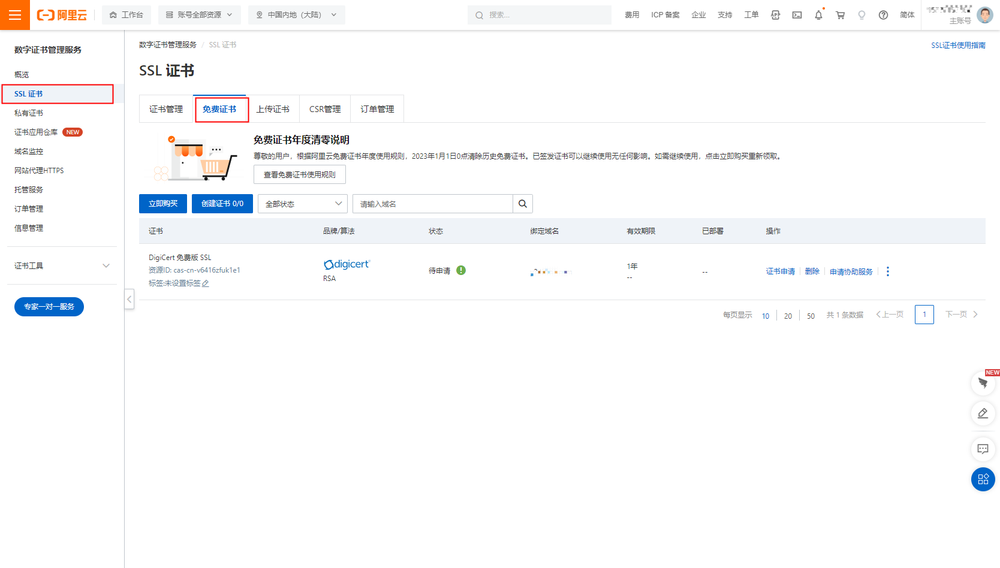 阿里云
工作台
账号全部资源
中国内地（大陆）
搜索...
费用
ICP 备案
企业
支持
工单
简体
主账号
数字证书管理服务
概览
SSL 证书
私有证书
证书应用仓库 NEW
域名监控
网站代理HTTPS
托管服务
订单管理
信息管理
证书工具
专家一对一服务
数字证书管理服务 / SSL 证书
SSL证书使用指南
SSL 证书
证书管理
免费证书
上传证书
CSR管理
订单管理
免费证书年度清零说明
尊敬的用户，根据阿里云免费证书年度使用规则，2023年1月1日0点清除历史免费证书。已签发证书可以继续使用无任何影响。如需继续使用，点击立即购买重新领取。
查看免费证书使用规则
立即购买
创建证书 0/0
全部状态
请输入域名
证书
品牌/算法
状态
绑定域名
有效期限
已部署
操作
DigiCert 免费版 SSL
资源ID: cas-cn-v6416zfuk1e1
标签:未设置标签
digicert
RSA
待申请
1年
--
--
证书申请
删除
申请协助服务
每页显示 10 20 50 共 1 条数据 上一页 1 下一页
NEW